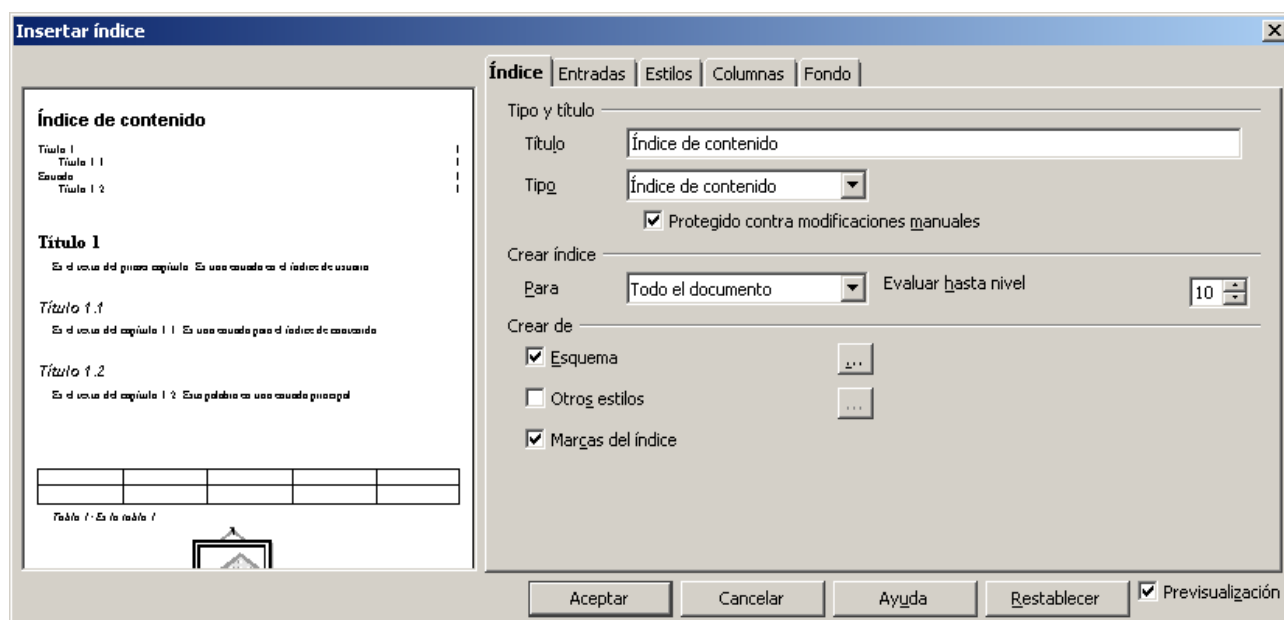 Insertar índice
Índice Entradas Estilos Columnas Fondo
Índice de contenido
Título 1
Título 1.1
Título 1.2
Tipo y título
Título Índice de contenido
Tipo Índice de contenido
Protegido contra modificaciones manuales
Crear índice
Para Todo el documento Evaluar hasta nivel 10
Crear de
Esquema ...
Otros estilos ...
Marcas del índice
Aceptar Cancelar Ayuda Restablecer Previsualización